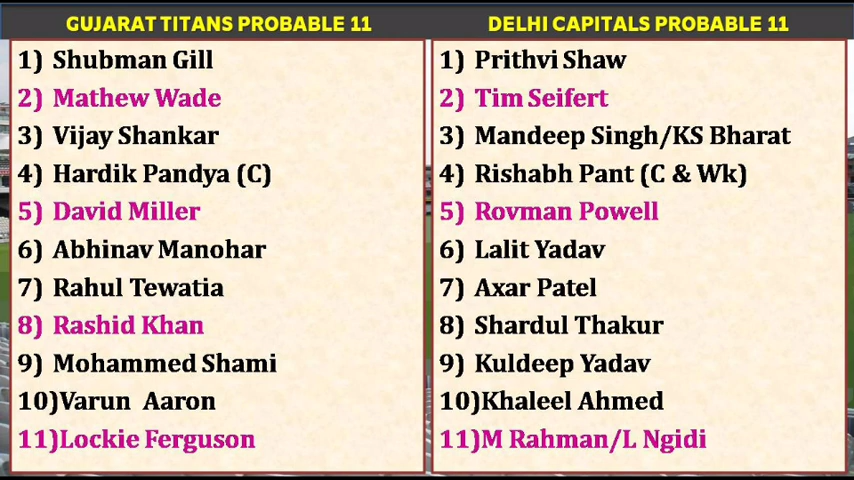 GUJARAT TITANS PROBABLE 11
1) Shubman Gill
2) Mathew Wade
3) Vijay Shankar
4) Hardik Pandya (C)
5) David Miller
6) Abhinav Manohar
7) Rahul Tewatia
8) Rashid Khan
9) Mohammed Shami
10)Varun Aaron
11)Lockie Ferguson
DELHI CAPITALS PROBABLE 11
1) Prithvi Shaw
2) Tim Seifert
3) Mandeep Singh/KS Bharat
4) Rishabh Pant (C & Wk)
5) Rovman Powell
6) Lalit Yadav
7) Axar Patel
8) Shardul Thakur
9) Kuldeep Yadav
10)Khaleel Ahmed
11)M Rahman/L Ngidi